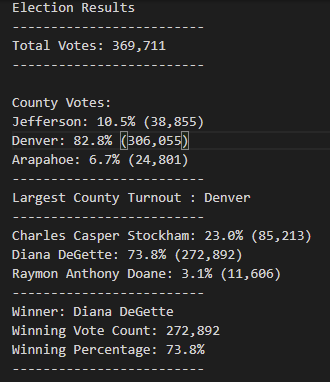 Election Results
-------------------------
Total Votes: 369,711
-------------------------
County Votes:
Jefferson: 10.5% (38,855)
Denver: 82.8% (306,055)
Arapahoe: 6.7% (24,801)
-------------------------
Largest County Turnout : Denver
-------------------------
Charles Casper Stockham: 23.0% (85,213)
Diana DeGette: 73.8% (272,892)
Raymon Anthony Doane: 3.1% (11,606)
-------------------------
Winner: Diana DeGette
Winning Vote Count: 272,892
Winning Percentage: 73.8%
-------------------------